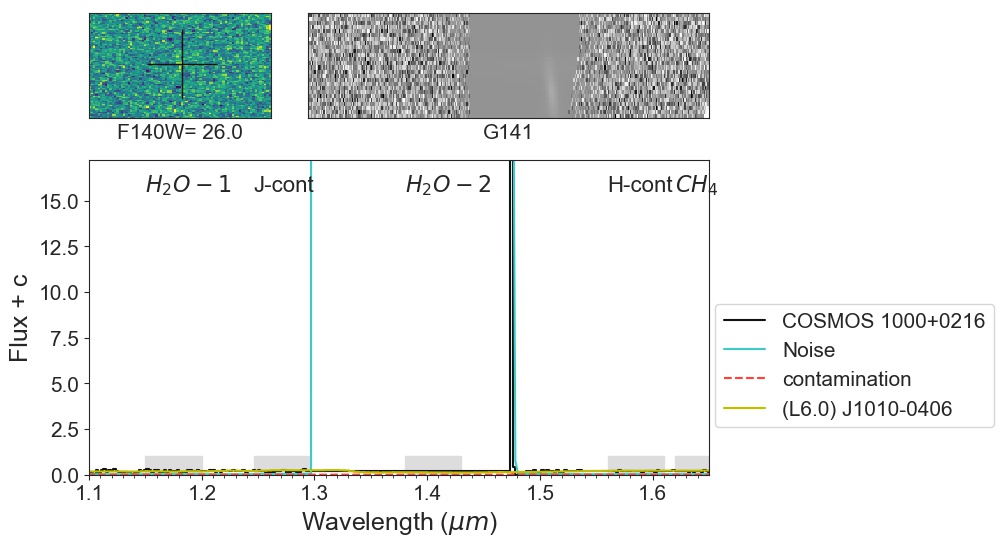 F140W= 26.0
G141
H₂O − 1
J-cont
H₂O − 2
H-cont
CH₄
15.0
12.5
10.0
7.5
5.0
2.5
0.0
Flux + c
1.1
1.2
1.3
1.4
1.5
1.6
Wavelength (μm)
COSMOS 1000+0216
Noise
contamination
(L6.0) J1010-0406